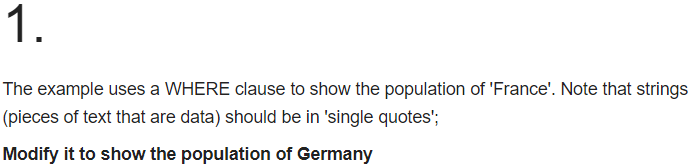 1.
The example uses a WHERE clause to show the population of 'France'. Note that strings
(pieces of text that are data) should be in 'single quotes';
Modify it to show the population of Germany